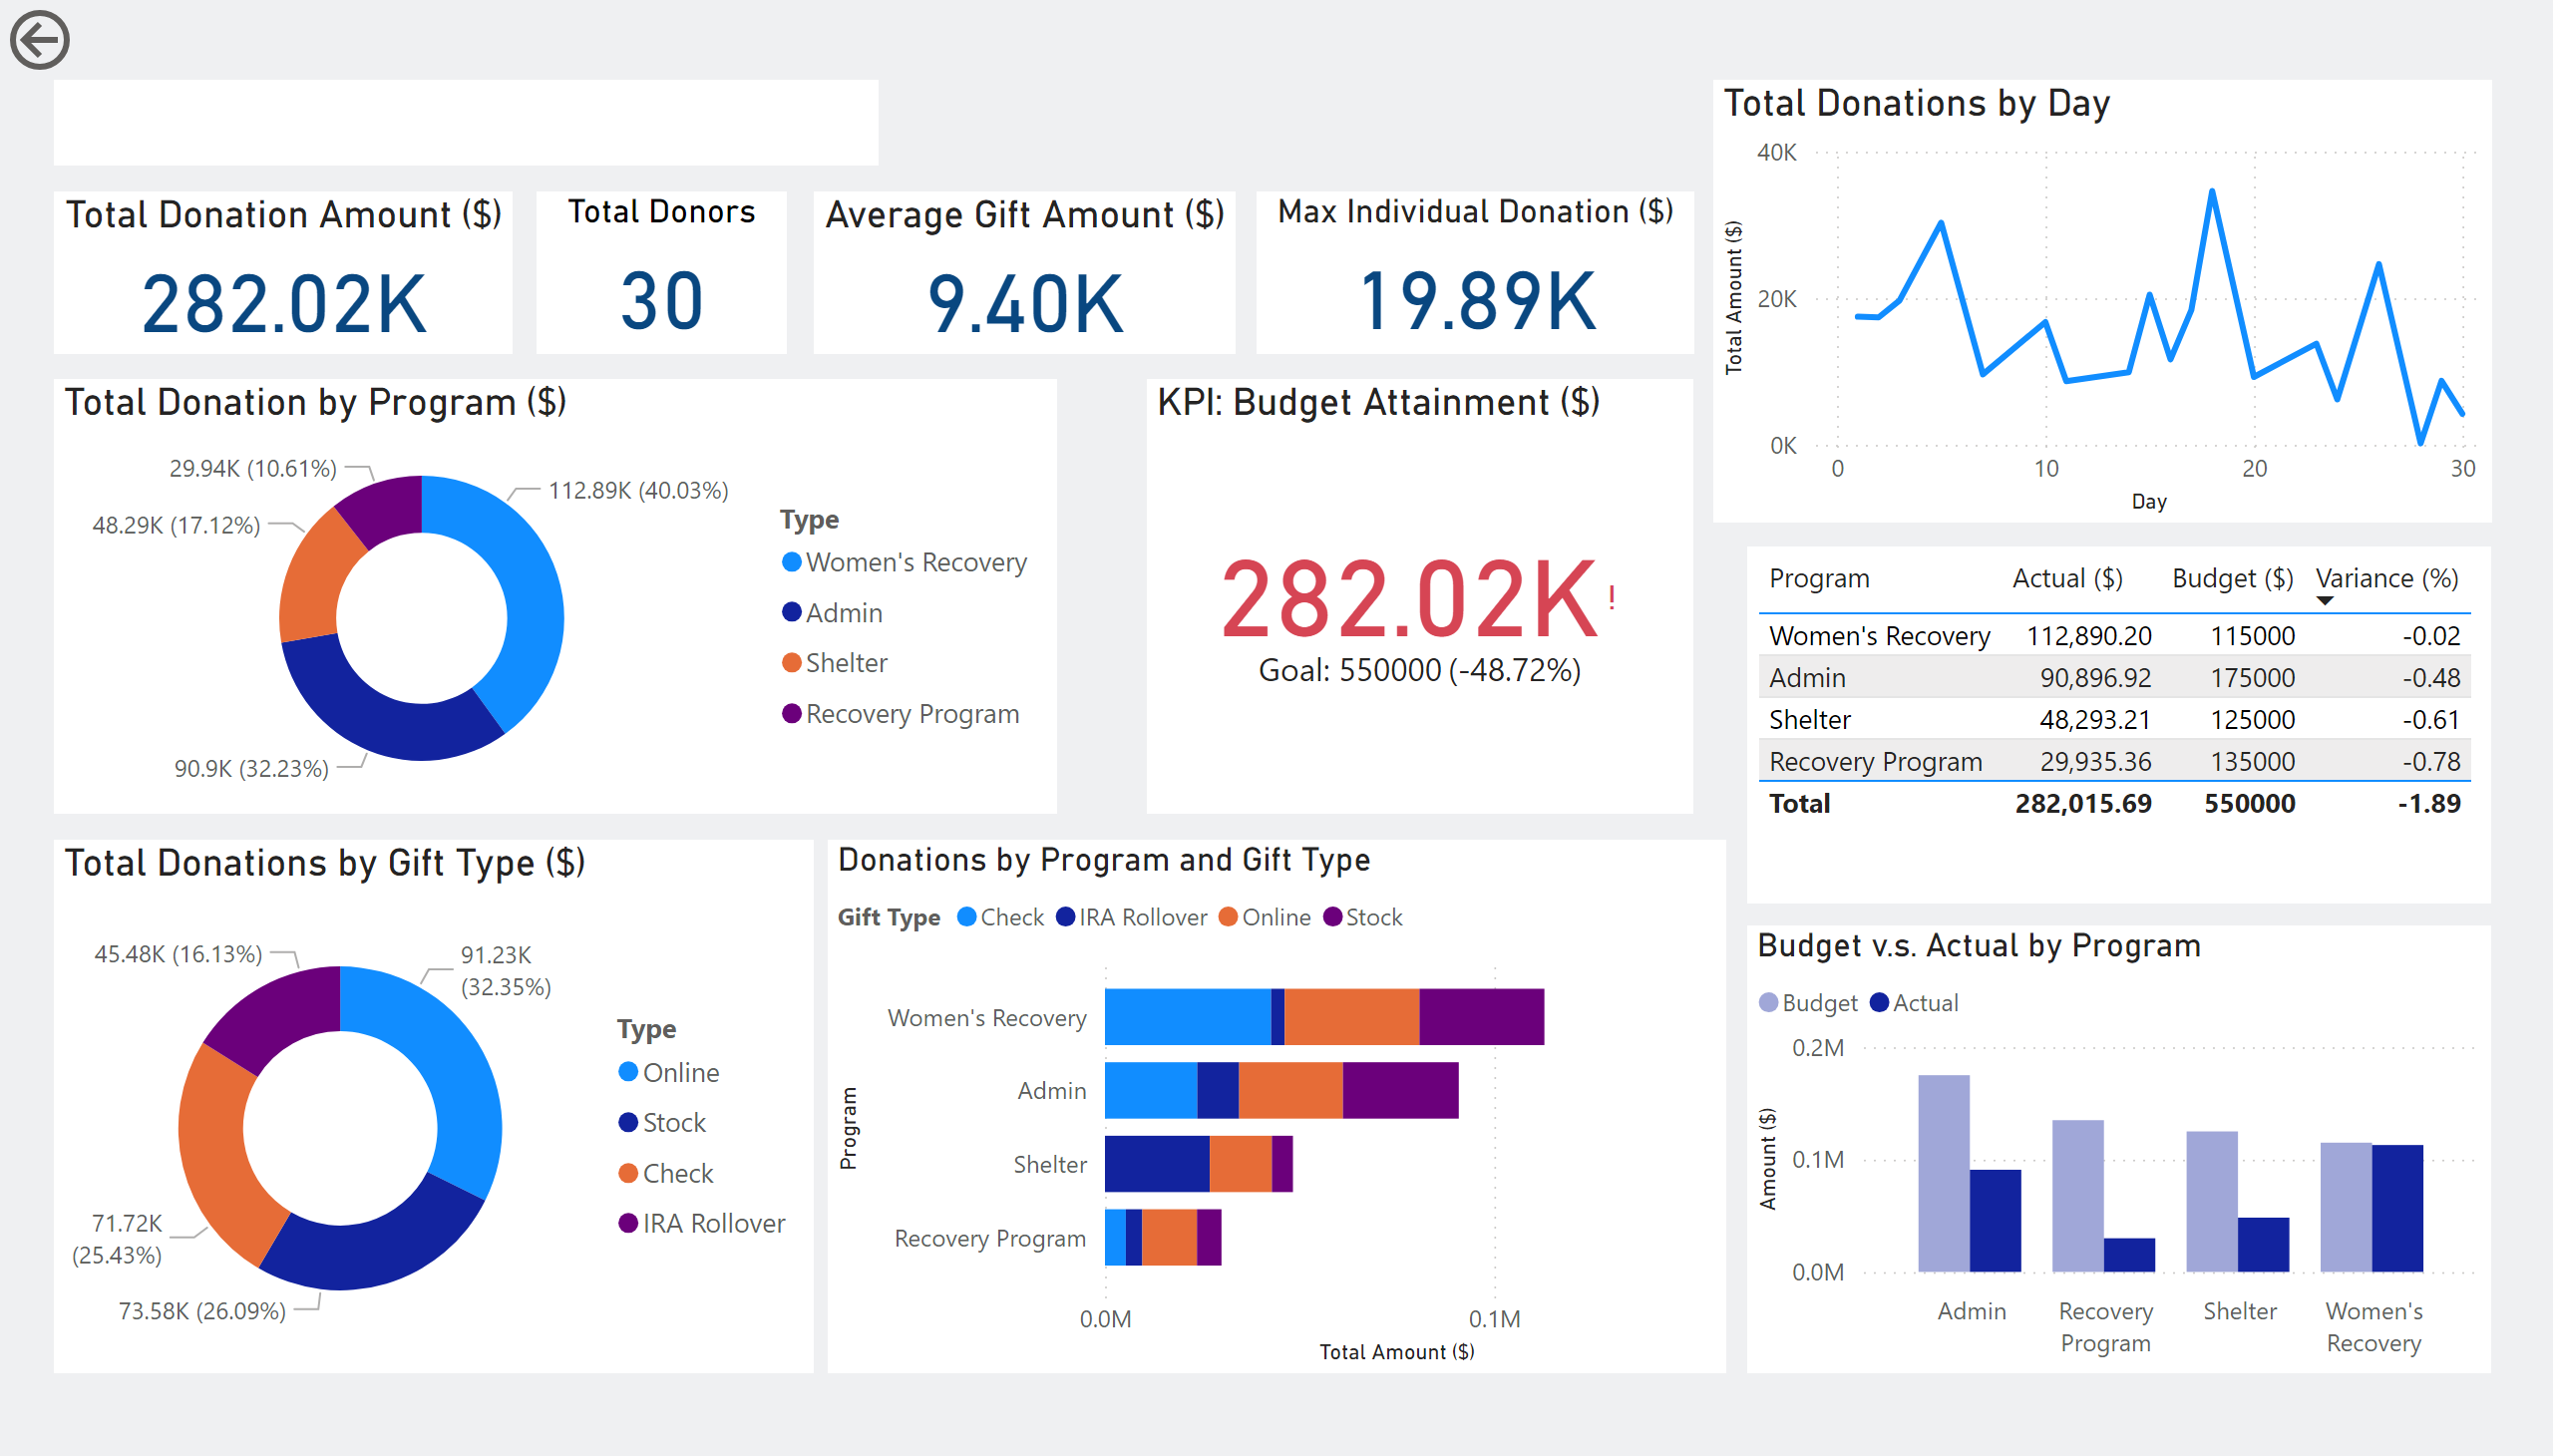 Total Donation Amount ($)
282.02K
Total Donors
30
Average Gift Amount ($)
9.40K
Max Individual Donation ($)
19.89K
Total Donations by Day
Total Amount ($)
40K
20K
0K
0 10 20 30
Day
Total Donation by Program ($)
29.94K (10.61%)
112.89K (40.03%)
48.29K (17.12%)
90.9K (32.23%)
Type
Women's Recovery
Admin
Shelter
Recovery Program
KPI: Budget Attainment ($)
282.02K !
Goal: 550000 (-48.72%)
Program Actual ($) Budget ($) Variance (%)
Women's Recovery 112,890.20 115000 -0.02
Admin 90,896.92 175000 -0.48
Shelter 48,293.21 125000 -0.61
Recovery Program 29,935.36 135000 -0.78
Total 282,015.69 550000 -1.89
Total Donations by Gift Type ($)
45.48K (16.13%)
91.23K
(32.35%)
71.72K
(25.43%)
73.58K (26.09%)
Type
Online
Stock
Check
IRA Rollover
Donations by Program and Gift Type
Gift Type Check IRA Rollover Online Stock
Program
Women's Recovery
Admin
Shelter
Recovery Program
0.0M 0.1M
Total Amount ($)
Budget v.s. Actual by Program
Budget Actual
Amount ($)
0.2M
0.1M
0.0M
Admin
Recovery
Program
Shelter
Women's
Recovery